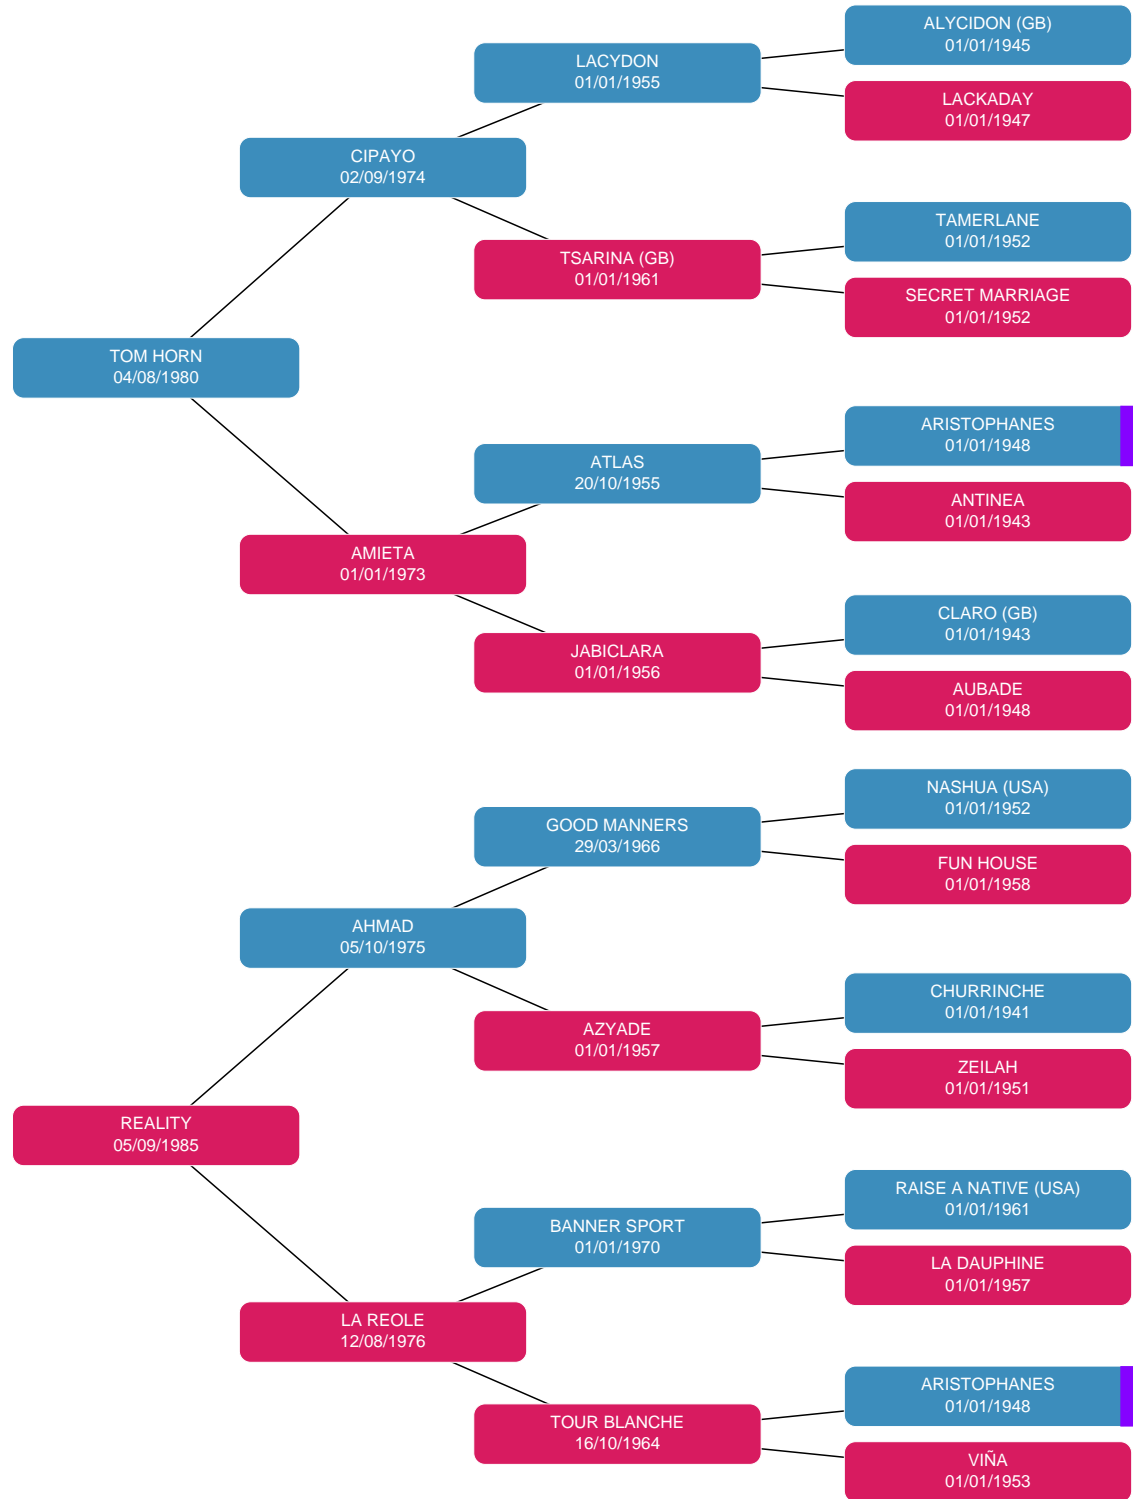 ALYCIDON (GB)
01/01/1945
LACYDON
01/01/1955
LACKADAY
01/01/1947
CIPAYO
02/09/1974
TAMERLANE
01/01/1952
TSARINA (GB)
01/01/1961
SECRET MARRIAGE
01/01/1952
TOM HORN
04/08/1980
ARISTOPHANES
01/01/1948
ATLAS
20/10/1955
ANTINEA
01/01/1943
AMIETA
01/01/1973
CLARO (GB)
01/01/1943
JABICLARA
01/01/1956
AUBADE
01/01/1948
NASHUA (USA)
01/01/1952
GOOD MANNERS
29/03/1966
FUN HOUSE
01/01/1958
AHMAD
05/10/1975
CHURRINCHE
01/01/1941
AZYADE
01/01/1957
ZEILAH
01/01/1951
REALITY
05/09/1985
RAISE A NATIVE (USA)
01/01/1961
BANNER SPORT
01/01/1970
LA DAUPHINE
01/01/1957
LA REOLE
12/08/1976
ARISTOPHANES
01/01/1948
TOUR BLANCHE
16/10/1964
VIÑA
01/01/1953